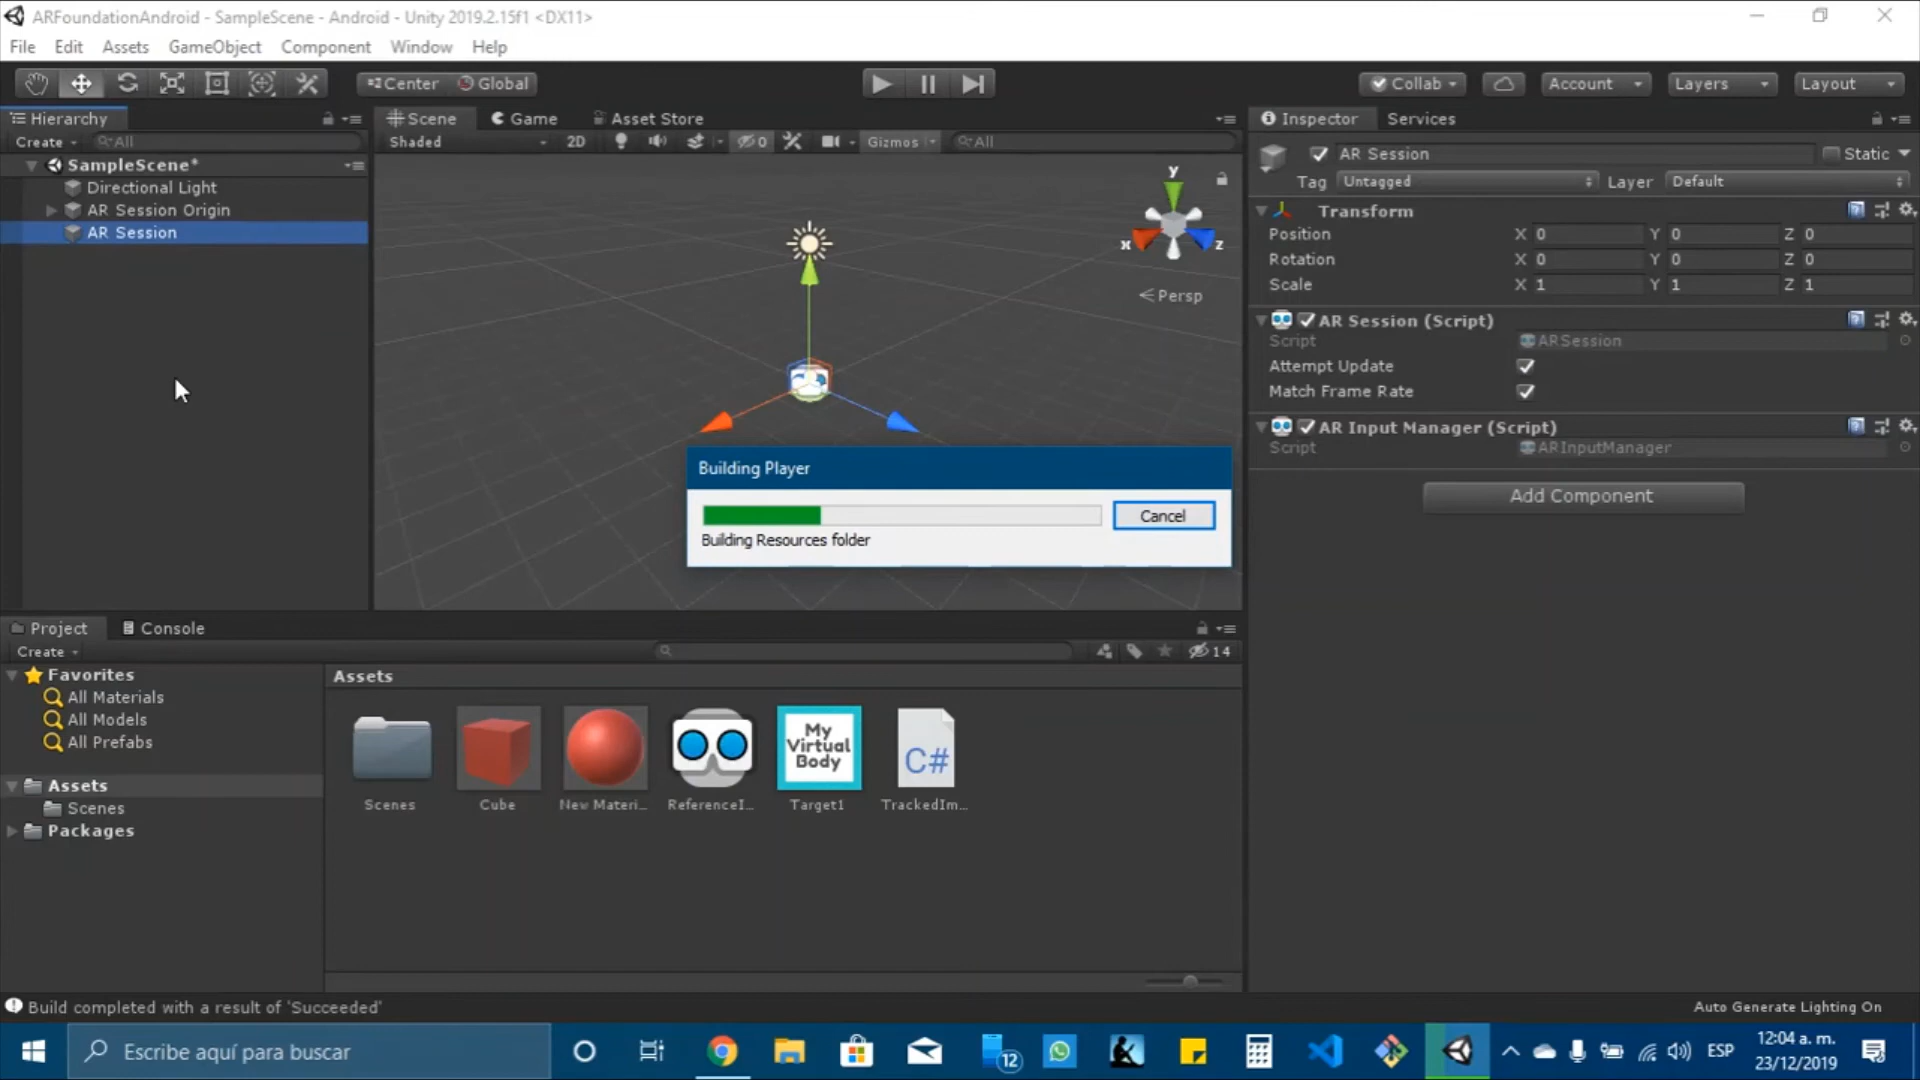 ARFoundationAndroid - SampleScene - Android - Unity 2019.2.15f1 <DX11>
File Edit Assets GameObject Component Window Help
Center Global Collab Account Layers Layout
Hierarchy
Create All
SampleScene*
Directional Light
AR Session Origin
AR Session
Scene Game Asset Store
Shaded 2D 0 Gizmos All
y
x z
Persp
Building Player
Building Resources folder
Cancel
Inspector Services
AR Session Static
Tag Untagged Layer Default
Transform
Position X 0 Y 0 Z 0
Rotation X 0 Y 0 Z 0
Scale X 1 Y 1 Z 1
AR Session (Script)
Script ARSession
Attempt Update
Match Frame Rate
AR Input Manager (Script)
Script ARInputManager
Add Component
Project Console
Create 14
Favorites
All Materials
All Models
All Prefabs
Assets
Scenes
Packages
Assets
My
Virtual
Body
C#
Scenes Cube New Materi... ReferenceI... Target1 TrackedIm...
Build completed with a result of 'Succeeded'
Auto Generate Lighting On
Escribe aquí para buscar
12
ESP
12:04 a. m.
23/12/2019